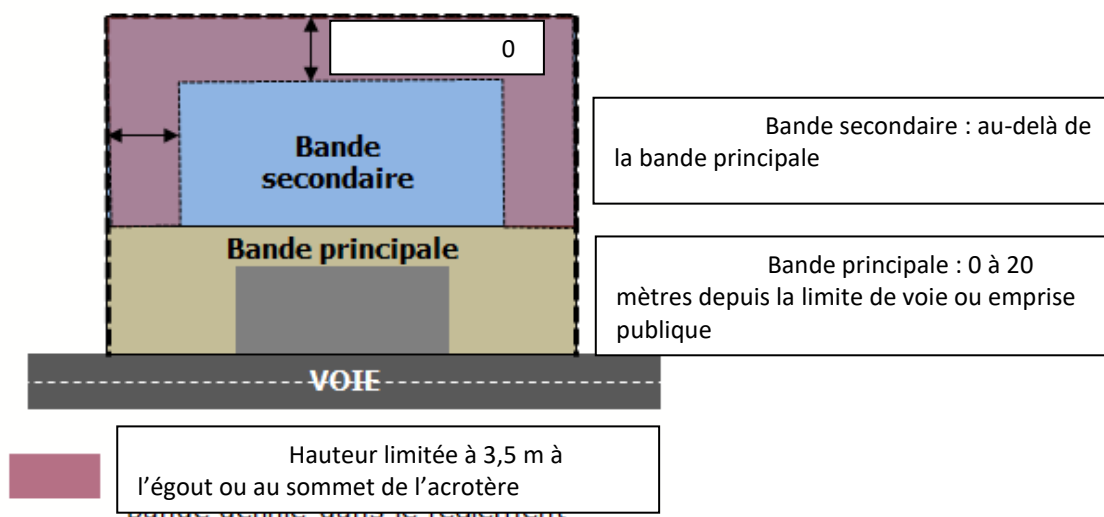 0
Bande
secondaire
Bande secondaire : au-delà de
la bande principale
Bande principale
Bande principale : 0 à 20
mètres depuis la limite de voie ou emprise
publique
VOIE
Hauteur limitée à 3,5 m à
l’égout ou au sommet de l’acrotère